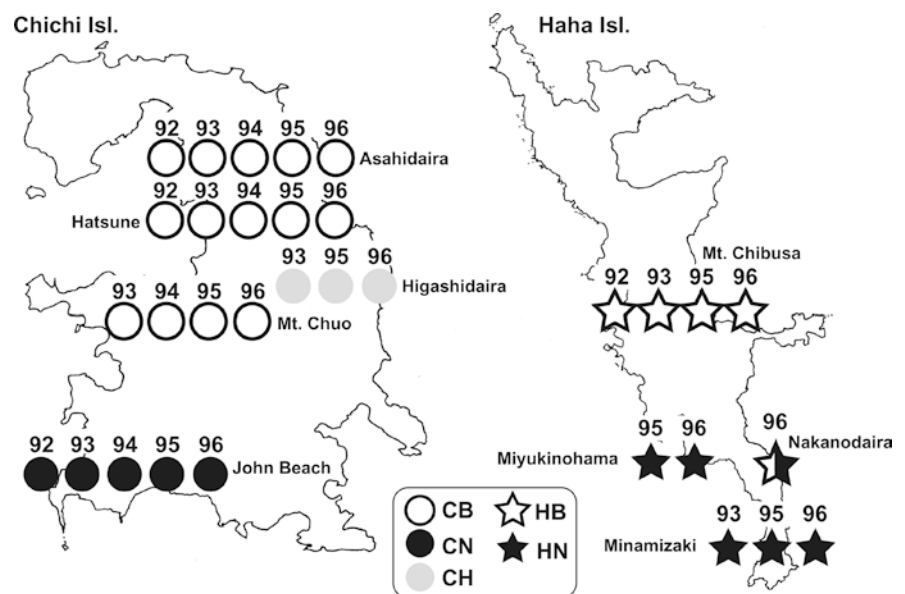 Chichi Isl.
92 93 94 95 96
Asahidaira
92 93 94 95 96
Hatsune
93 95 96
Higashidaira
93 94 95 96
Mt. Chuo
92 93 94 95 96
John Beach
Haha Isl.
Mt. Chibusa
92 93 95 96
95 96
Miyukinohama
96
Nakanodaira
93 95 96
Minamizaki
CB HB
CN HN
CH